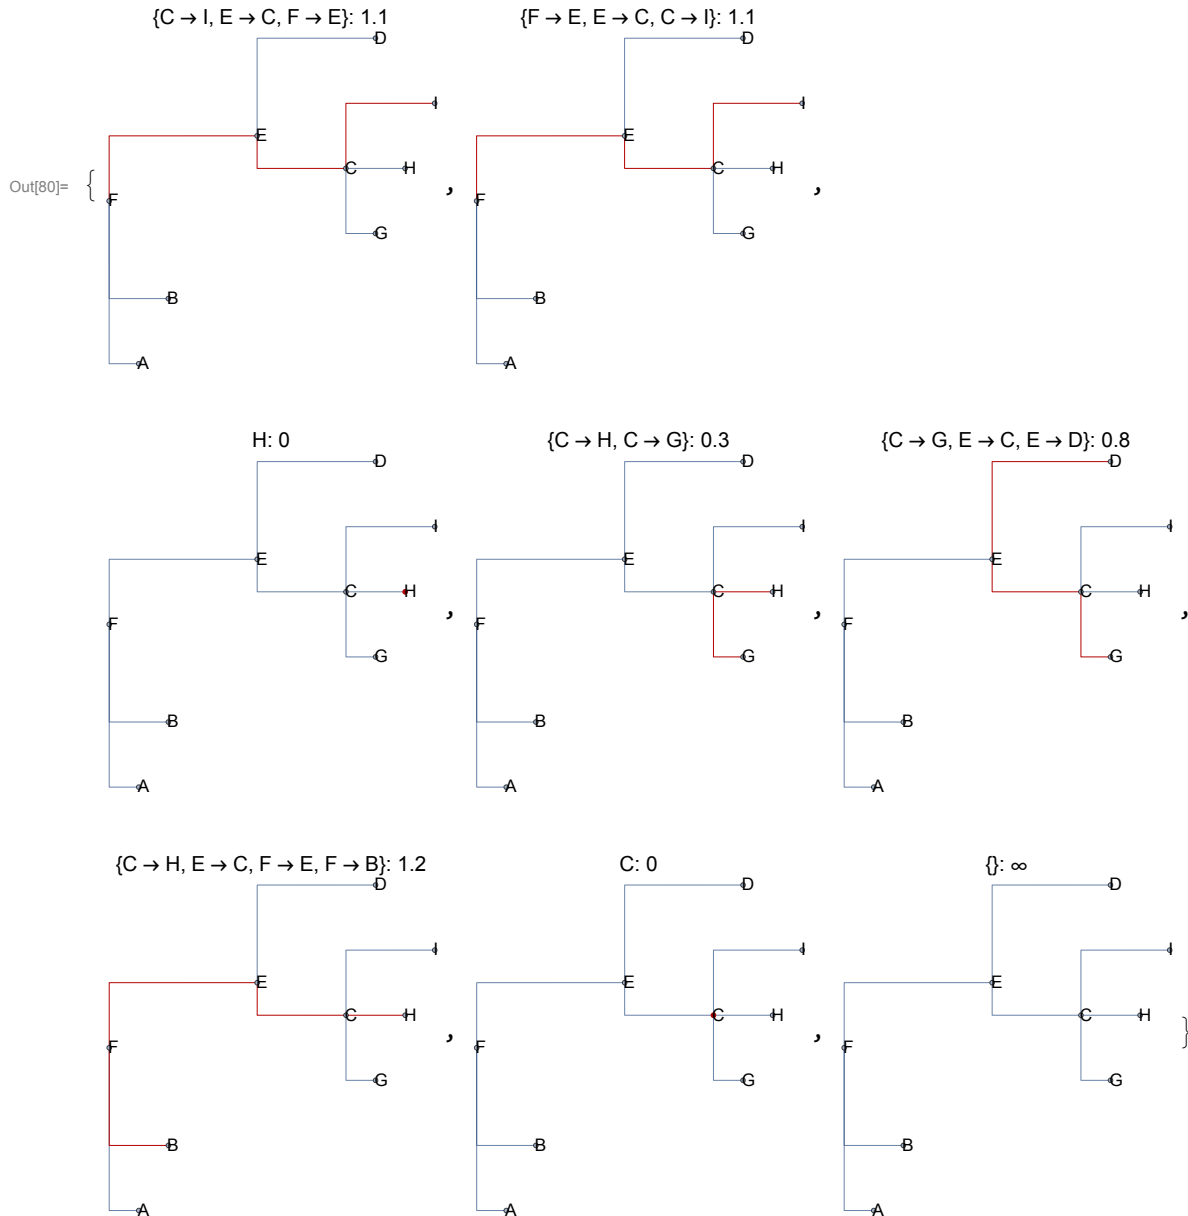 {C → I, E → C, F → E}: 1.1
{F → E, E → C, C → I}: 1.1
D
D
I
I
E
E
C
H
C
H
Out[80]= {
,
,
F
F
G
G
B
B
A
A
H: 0
{C → H, C → G}: 0.3
{C → G, E → C, E → D}: 0.8
D
D
D
I
I
I
E
E
E
C
H
C
H
C
H
,
,
,
F
F
F
G
G
G
B
B
B
A
A
A
{C → H, E → C, F → E, F → B}: 1.2
C: 0
{}: ∞
D
D
D
I
I
I
E
E
E
C
H
C
H
C
H
,
,
}
F
F
F
G
G
G
B
B
B
A
A
A